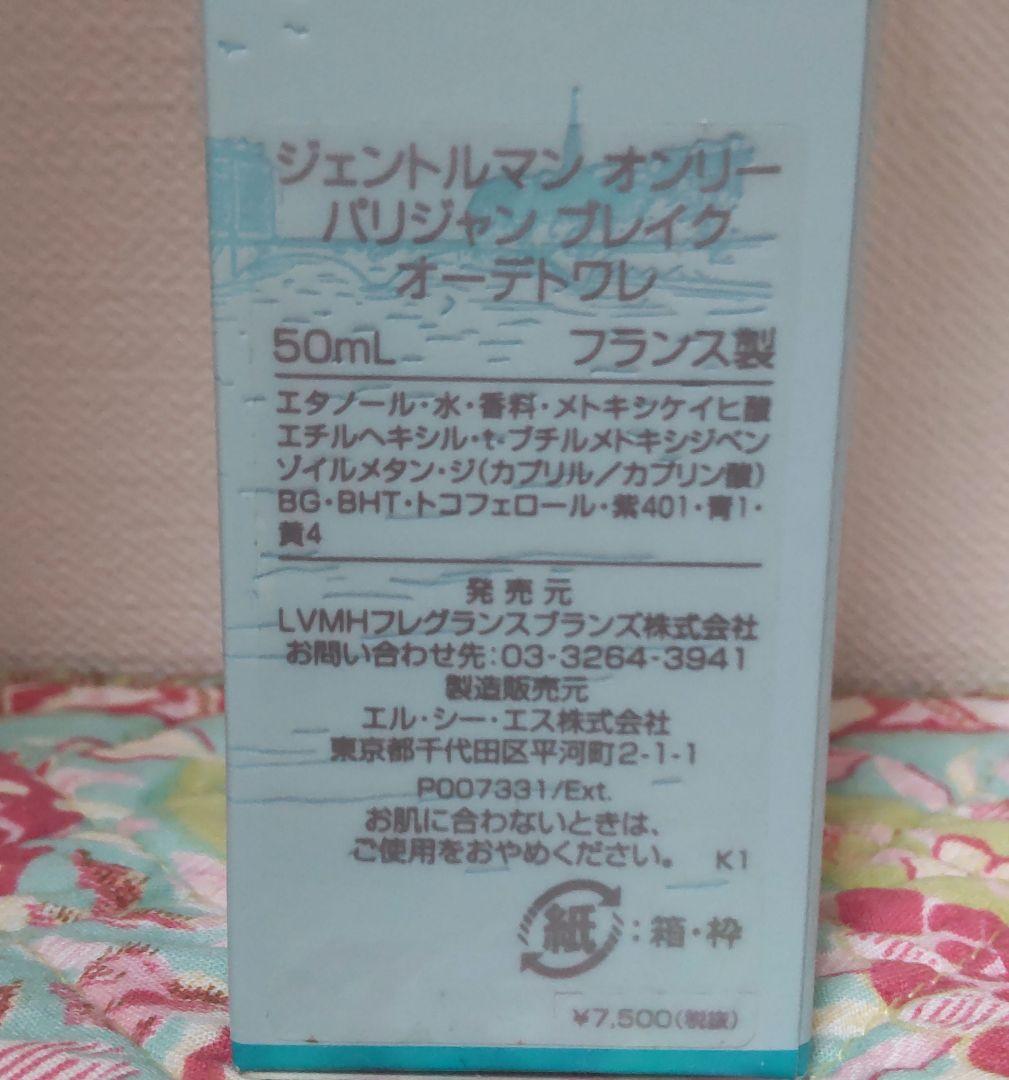 ジェントルマン オンリー
パリジャン ブレイク
オーデトワレ
50mL フランス製
エタノール・水・香料・メトキシケイヒ酸
エチルヘキシル・t-ブチルメトキシジベン
ゾイルメタン・ジ(カプリル/カプリン酸)
BG・BHT・トコフェロール・紫401・青1・
黄4
発売元
LVMHフレグランスブランズ株式会社
お問い合わせ先:03-3264-3941
製造販売元
エル・シー・エス株式会社
東京都千代田区平河町2-1-1
P007331/Ext.
お肌に合わないときは、
ご使用をおやめください。 K1
紙:箱・枠
¥7,500(税抜)